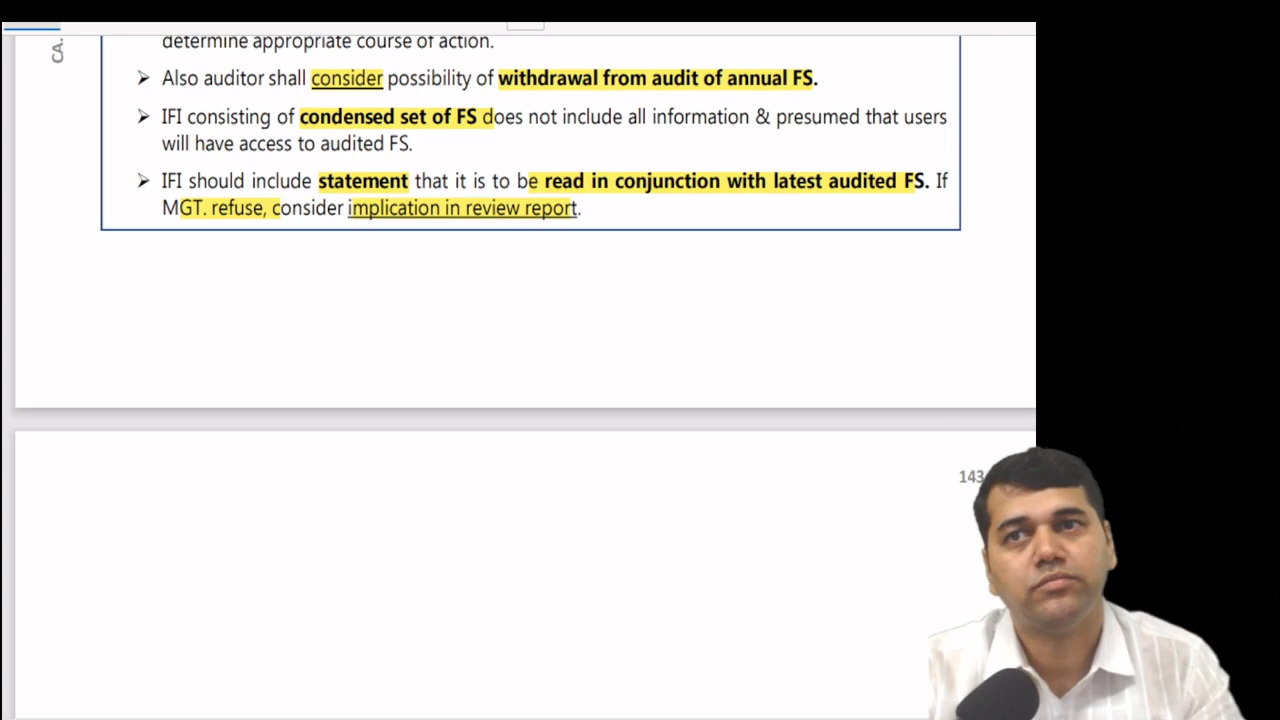 CA.
determine appropriate course of action.
➤ Also auditor shall consider possibility of withdrawal from audit of annual FS.
➤ IFI consisting of condensed set of FS does not include all information & presumed that users
will have access to audited FS.
➤ IFI should include statement that it is to be read in conjunction with latest audited FS. If
MGT. refuse, consider implication in review report.
143